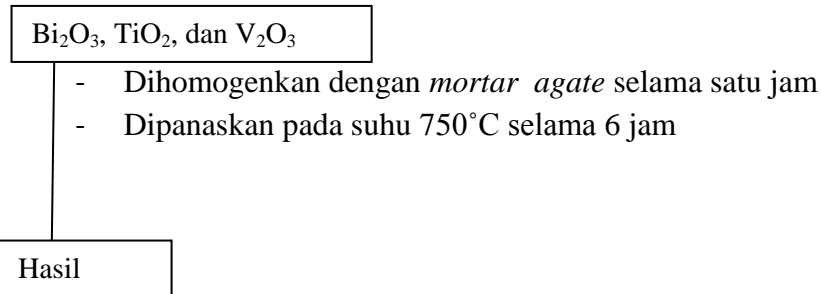 Bi₂O₃, TiO₂, dan V₂O₃
- Dihomogenkan dengan mortar agate selama satu jam
- Dipanaskan pada suhu 750˚C selama 6 jam
Hasil